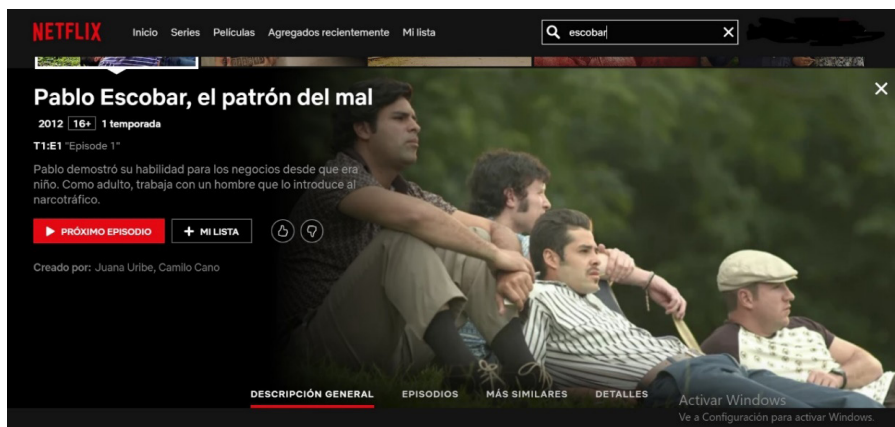 NETFLIX
Inicio Series Películas Agregados recientemente Mi lista
escobar
Pablo Escobar, el patrón del mal
2012 16+ 1 temporada
T1:E1 "Episode 1"
Pablo demostró su habilidad para los negocios desde que era
niño. Como adulto, trabaja con un hombre que lo introduce al
narcotráfico.
PRÓXIMO EPISODIO + MI LISTA
Creado por: Juana Uribe, Camilo Cano
DESCRIPCIÓN GENERAL EPISODIOS MÁS SIMILARES DETALLES
Activar Windows
Ve a Configuración para activar Windows.